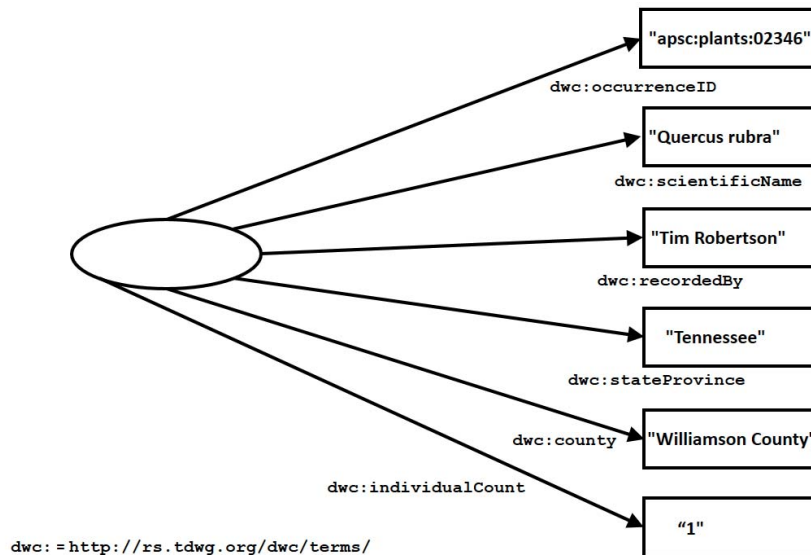 "apsc:plants:02346"
dwc:occurrenceID
"Quercus rubra"
dwc:scientificName
"Tim Robertson"
dwc:recordedBy
"Tennessee"
dwc:stateProvince
dwc:county
"Williamson County"
dwc:individualCount
“1"
dwc: = http://rs.tdwg.org/dwc/terms/